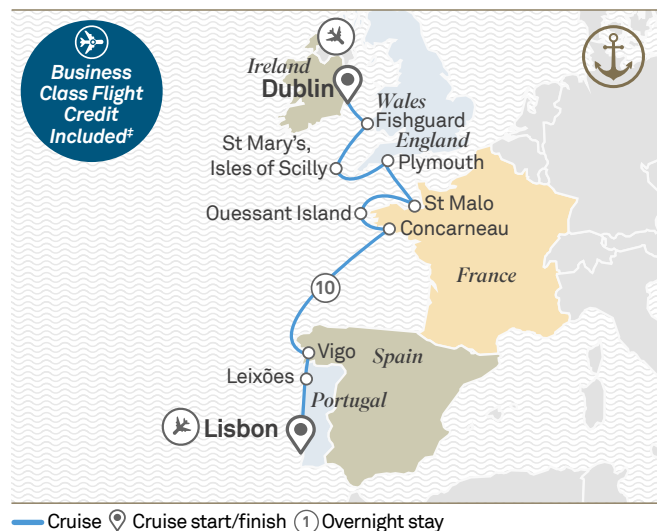 Business
Class Flight
Credit
Included‡
Ireland
Dublin
Wales
Fishguard
England
St Mary's,
Isles of Scilly
Plymouth
Ouessant Island
St Malo
Concarneau
France
10
Vigo
Spain
Leixões
Portugal
Lisbon
Cruise Cruise start/finish 1 Overnight stay